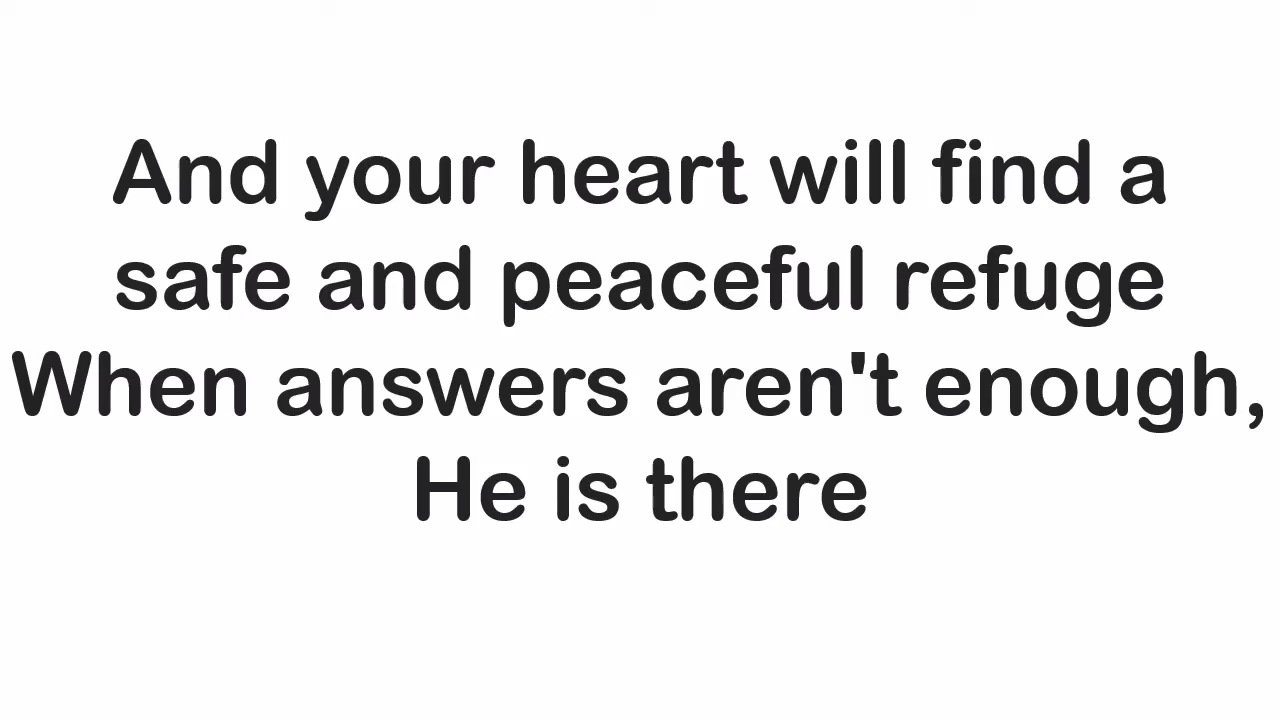 And your heart will find a
safe and peaceful refuge
When answers aren't enough,
He is there